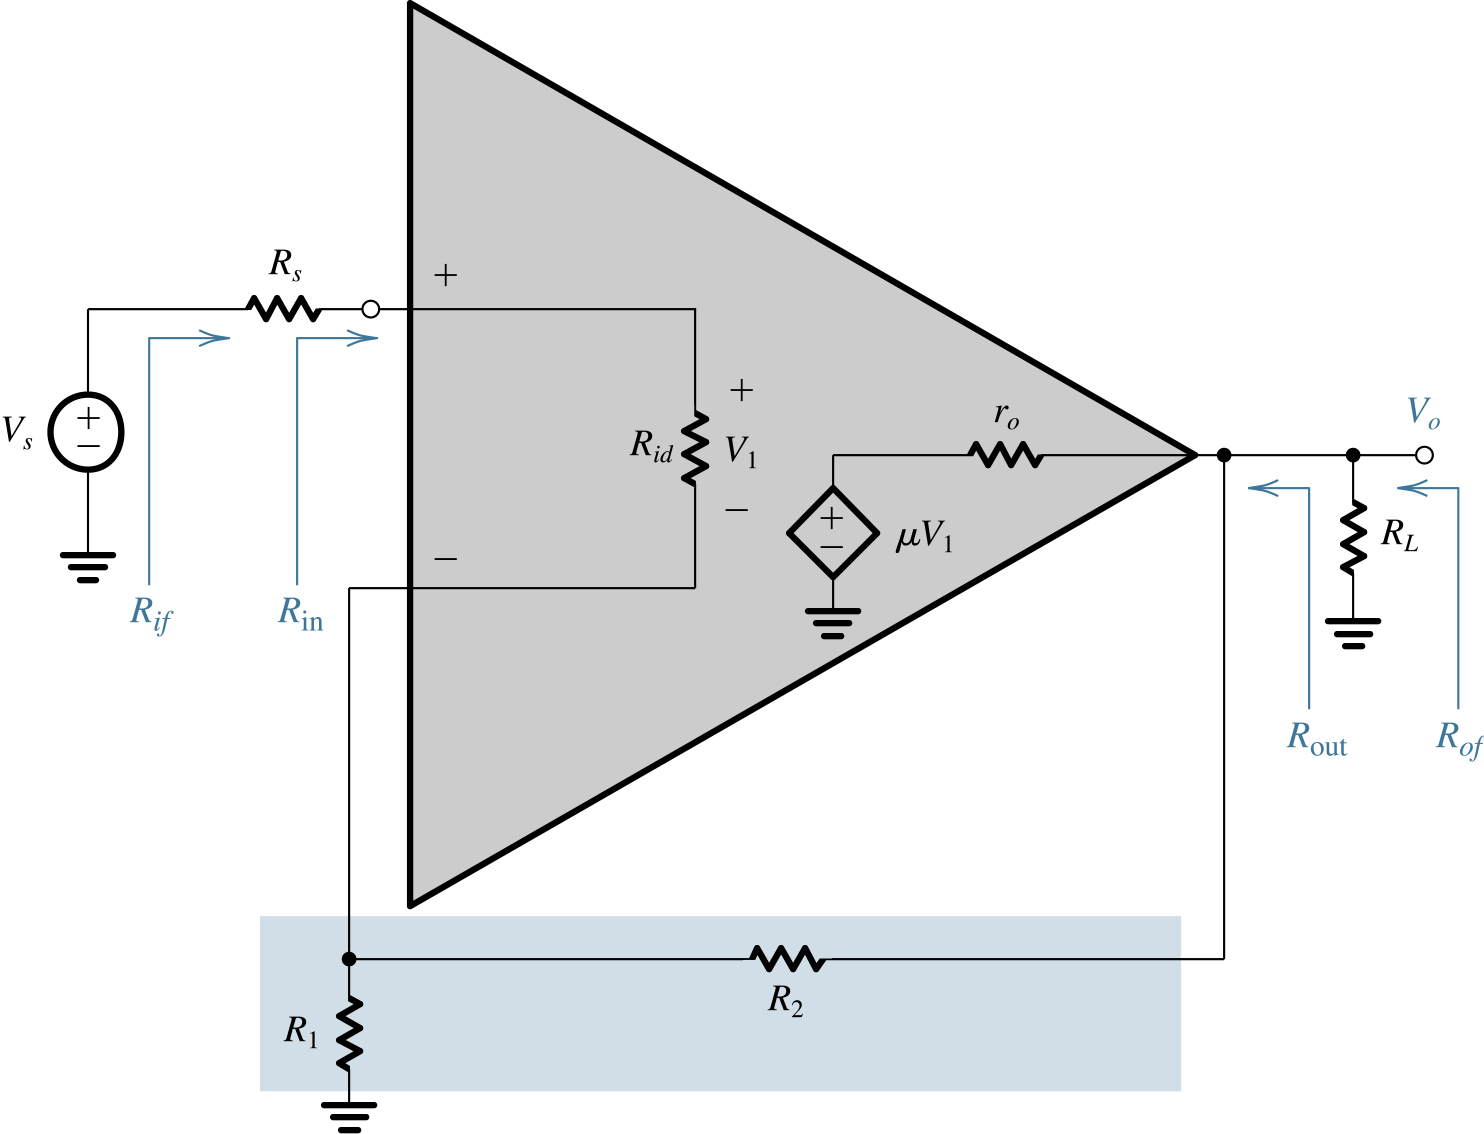 R_s
+
+
V_s
+
−
R_id
V_1
−
−
r_o
+
−
μV_1
V_o
R_L
R_if
R_in
R_out
R_of
R_2
R_1